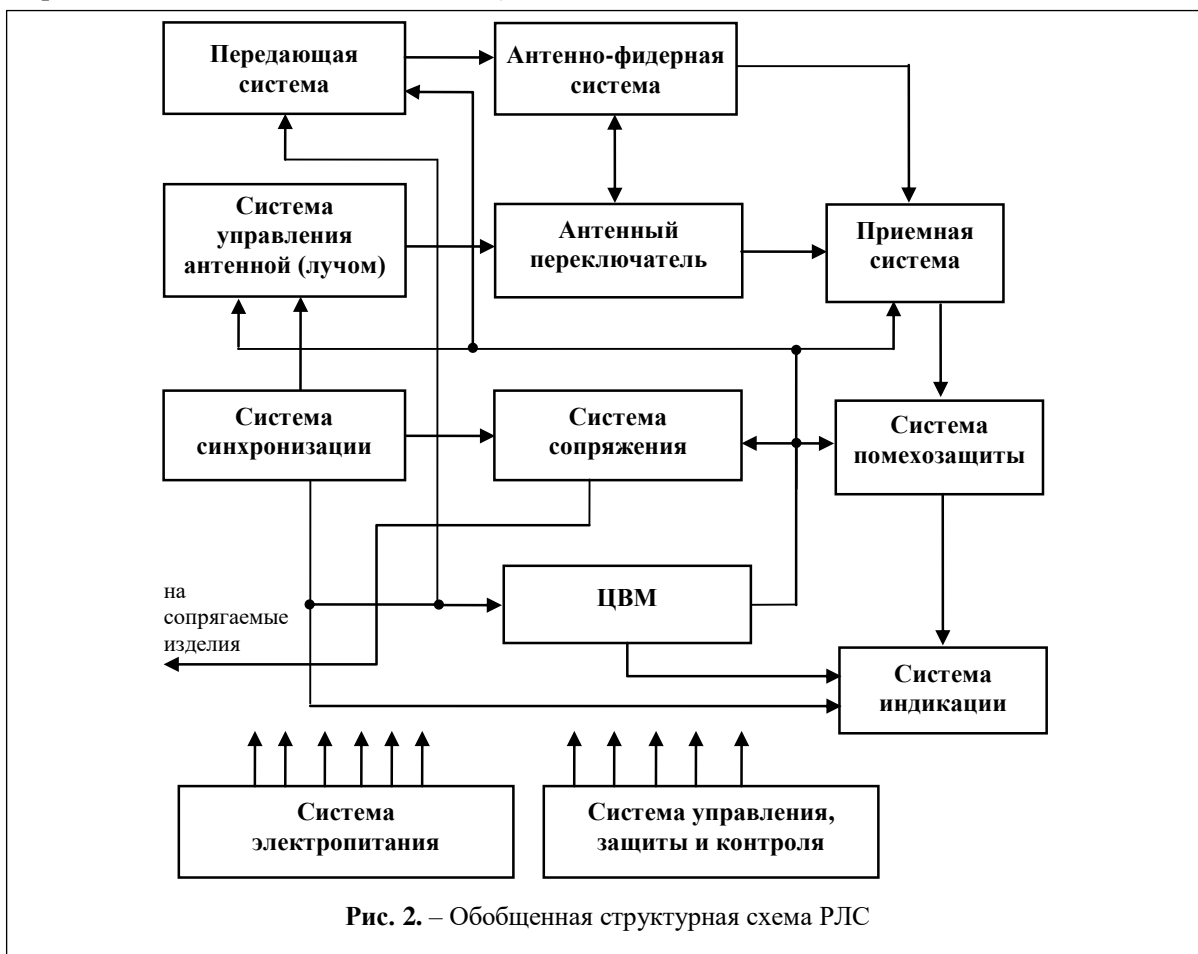 Передающая
система
Антенно-фидерная
система
Система
управления
антенной (лучом)
Антенный
переключатель
Приемная
система
Система
синхронизации
Система
сопряжения
Система
помехозащиты
на
сопрягаемые
изделия
ЦВМ
Система
индикации
Система
электропитания
Система управления,
защиты и контроля
Рис. 2. – Обобщенная структурная схема РЛС